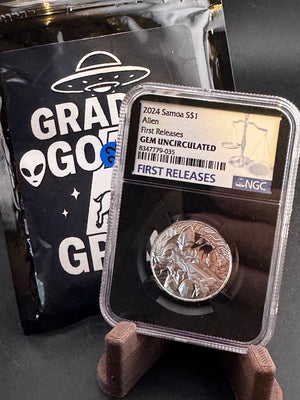 GRAD
GO
GR
2024 Samoa S$1
Alien
First Releases
GEM UNCIRCULATED
8347779-035
FIRST RELEASES
NGC